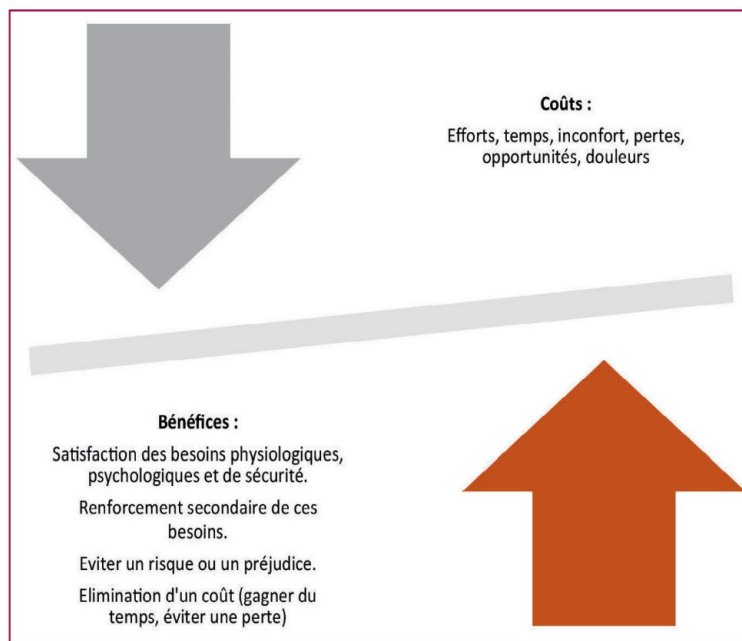 Coûts :
Efforts, temps, inconfort, pertes,
opportunités, douleurs
Bénéfices :
Satisfaction des besoins physiologiques,
psychologiques et de sécurité.
Renforcement secondaire de ces
besoins.
Eviter un risque ou un préjudice.
Elimination d'un coût (gagner du
temps, éviter une perte)